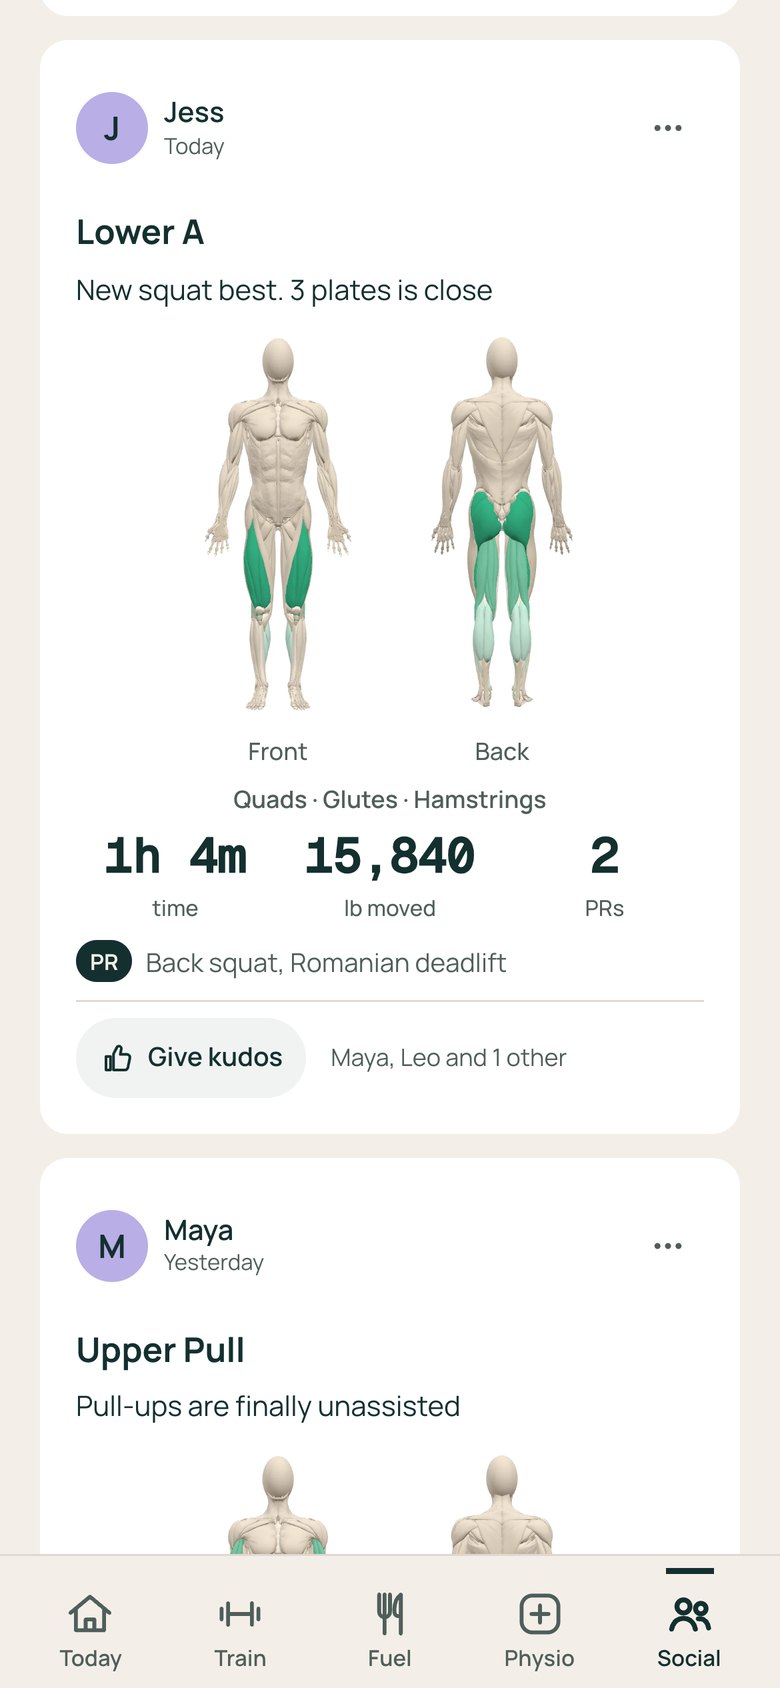 J
Jess
Today
Lower A
New squat best. 3 plates is close
Front
Back
Quads · Glutes · Hamstrings
1h 4m
15,840
2
time
lb moved
PRs
PR
Back squat, Romanian deadlift
Give kudos
Maya, Leo and 1 other
M
Maya
Yesterday
Upper Pull
Pull-ups are finally unassisted
Today
Train
Fuel
Physio
Social